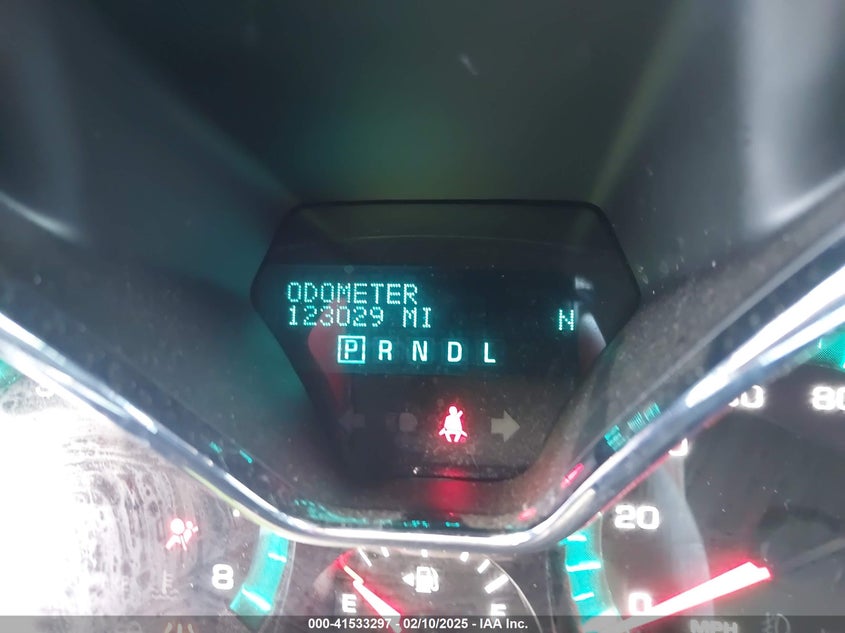 ODOMETER
123029 MI N
P R N D L
80
20
8
0
E F
MPH
000-41533297 - 02/10/2025 - IAA Inc.